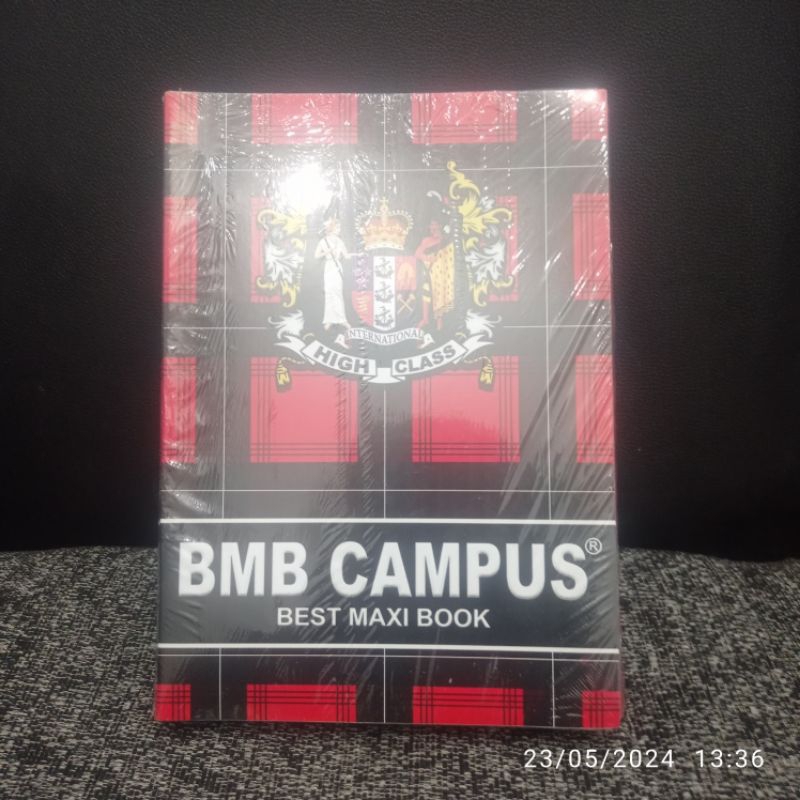 INTERNATIONAL
HIGH CLASS
BMB CAMPUS®
BEST MAXI BOOK
23/05/2024 13:36